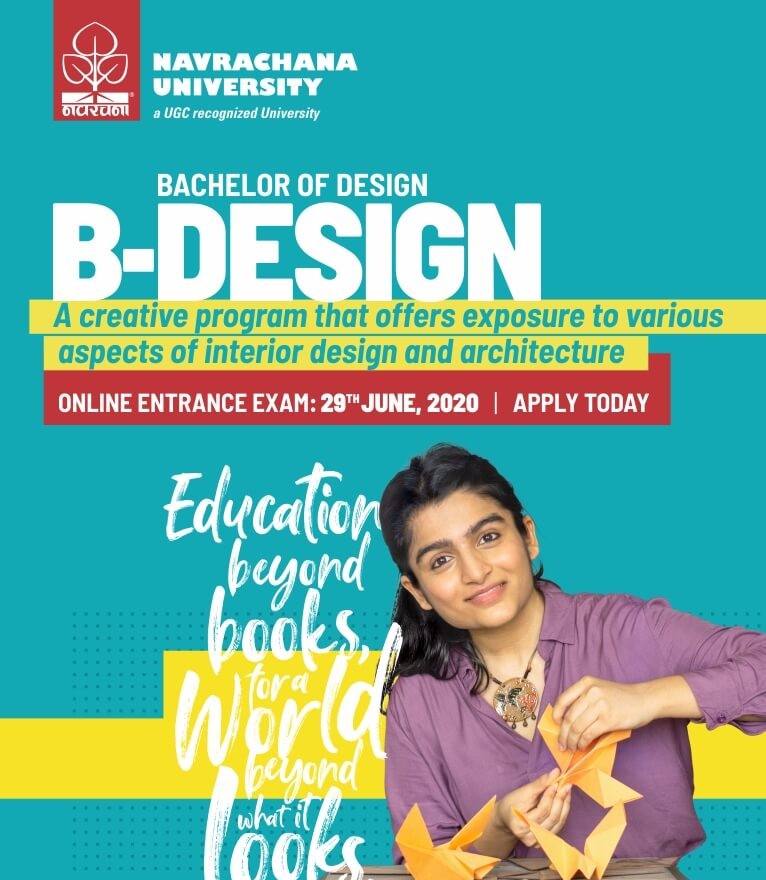 नवरचना
NAVRACHANA
UNIVERSITY
a UGC recognized University
BACHELOR OF DESIGN
B-DESIGN
A creative program that offers exposure to various
aspects of interior design and architecture
ONLINE ENTRANCE EXAM: 29TH JUNE, 2020 | APPLY TODAY
Education
beyond
books,
for a
World
beyond
what it
looks